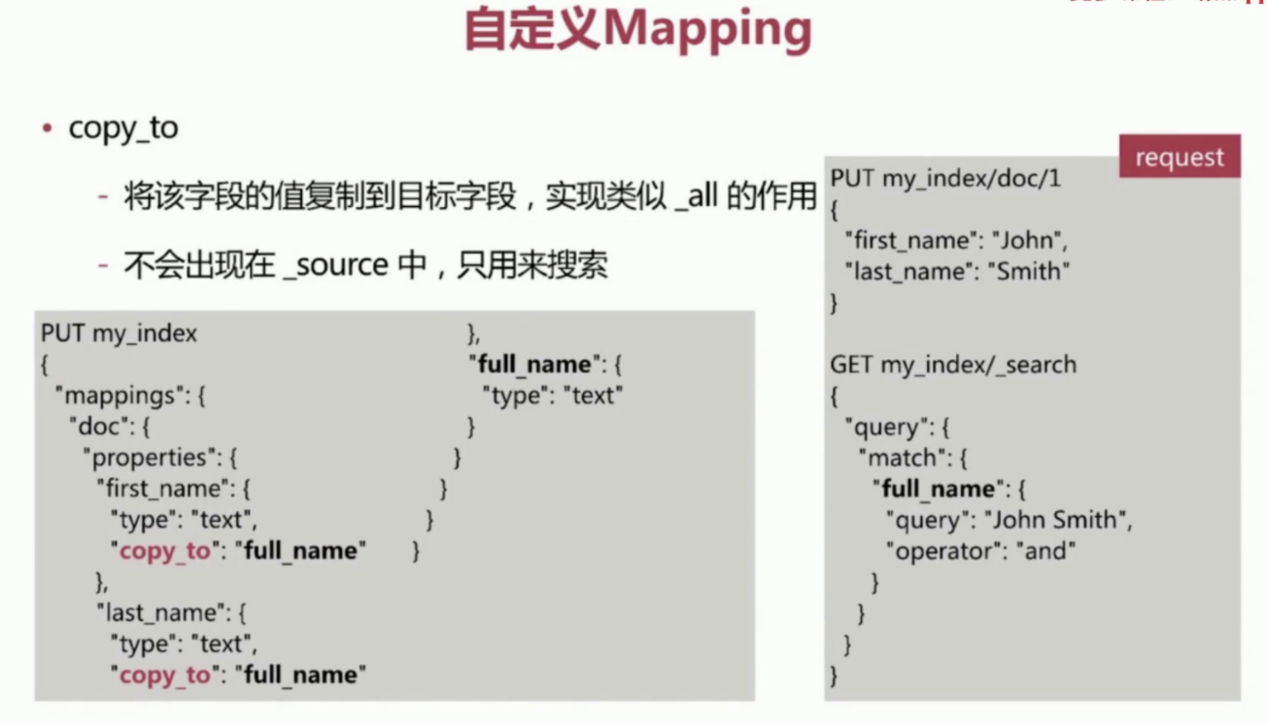 自定义Mapping
• copy_to
- 将该字段的值复制到目标字段，实现类似 _all 的作用
- 不会出现在 _source 中，只用来搜索
PUT my_index
{
"mappings": {
"doc": {
"properties": {
"first_name": {
"type": "text",
"copy_to": "full_name"
},
"last_name": {
"type": "text",
"copy_to": "full_name"
},
"full_name": {
"type": "text"
}
}
}
}
}
request
PUT my_index/doc/1
{
"first_name": "John",
"last_name": "Smith"
}
GET my_index/_search
{
"query": {
"match": {
"full_name": {
"query": "John Smith",
"operator": "and"
}
}
}
}